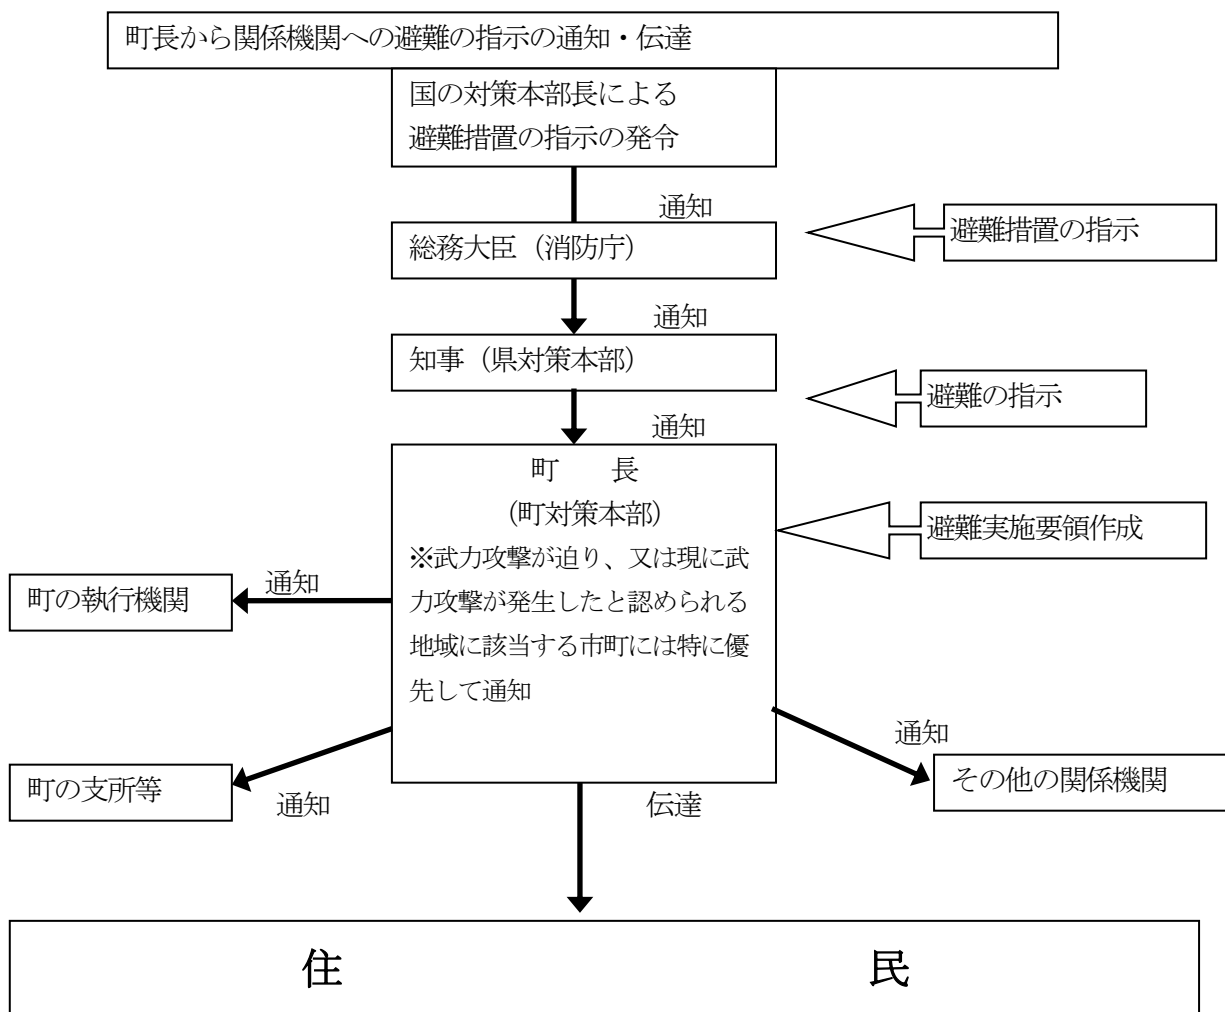 町長から関係機関への避難の指示の通知・伝達
国の対策本部長による
避難措置の指示の発令
通知
総務大臣（消防庁）
避難措置の指示
通知
知事（県対策本部）
避難の指示
通知
町　　長
（町対策本部）
※武力攻撃が迫り、又は現に武
力攻撃が発生したと認められる
地域に該当する市町には特に優
先して通知
避難実施要領作成
通知
町の執行機関
通知
その他の関係機関
町の支所等
通知
伝達
住　　民